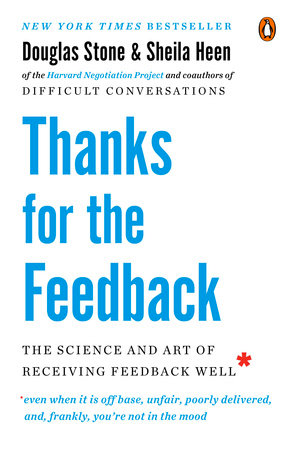 NEW YORK TIMES BESTSELLER
Douglas Stone & Sheila Heen
of the Harvard Negotiation Project and coauthors of
DIFFICULT CONVERSATIONS
Thanks
for the
Feedback
THE SCIENCE AND ART OF
RECEIVING FEEDBACK WELL*
*even when it is off base, unfair, poorly delivered,
and, frankly, you're not in the mood